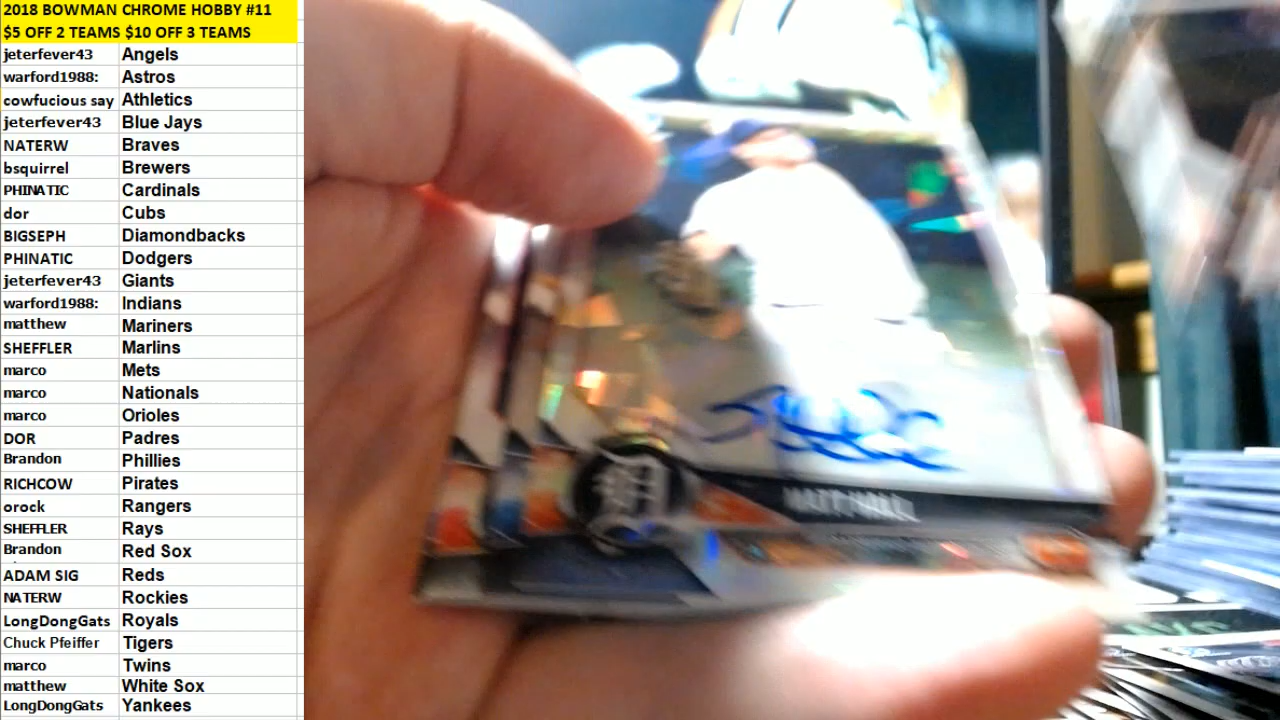 2018 BOWMAN CHROME HOBBY #11
$5 OFF 2 TEAMS $10 OFF 3 TEAMS
jeterfever43 Angels
warford1988: Astros
cowfucious say Athletics
jeterfever43 Blue Jays
NATERW Braves
bsquirrel Brewers
PHINATIC Cardinals
dor Cubs
BIGSEPH Diamondbacks
PHINATIC Dodgers
jeterfever43 Giants
warford1988: Indians
matthew Mariners
SHEFFLER Marlins
marco Mets
marco Nationals
marco Orioles
DOR Padres
Brandon Phillies
RICHCOW Pirates
orock Rangers
SHEFFLER Rays
Brandon Red Sox
ADAM SIG Reds
NATERW Rockies
LongDongGats Royals
Chuck Pfeiffer Tigers
marco Twins
matthew White Sox
LongDongGats Yankees
MATT HALL